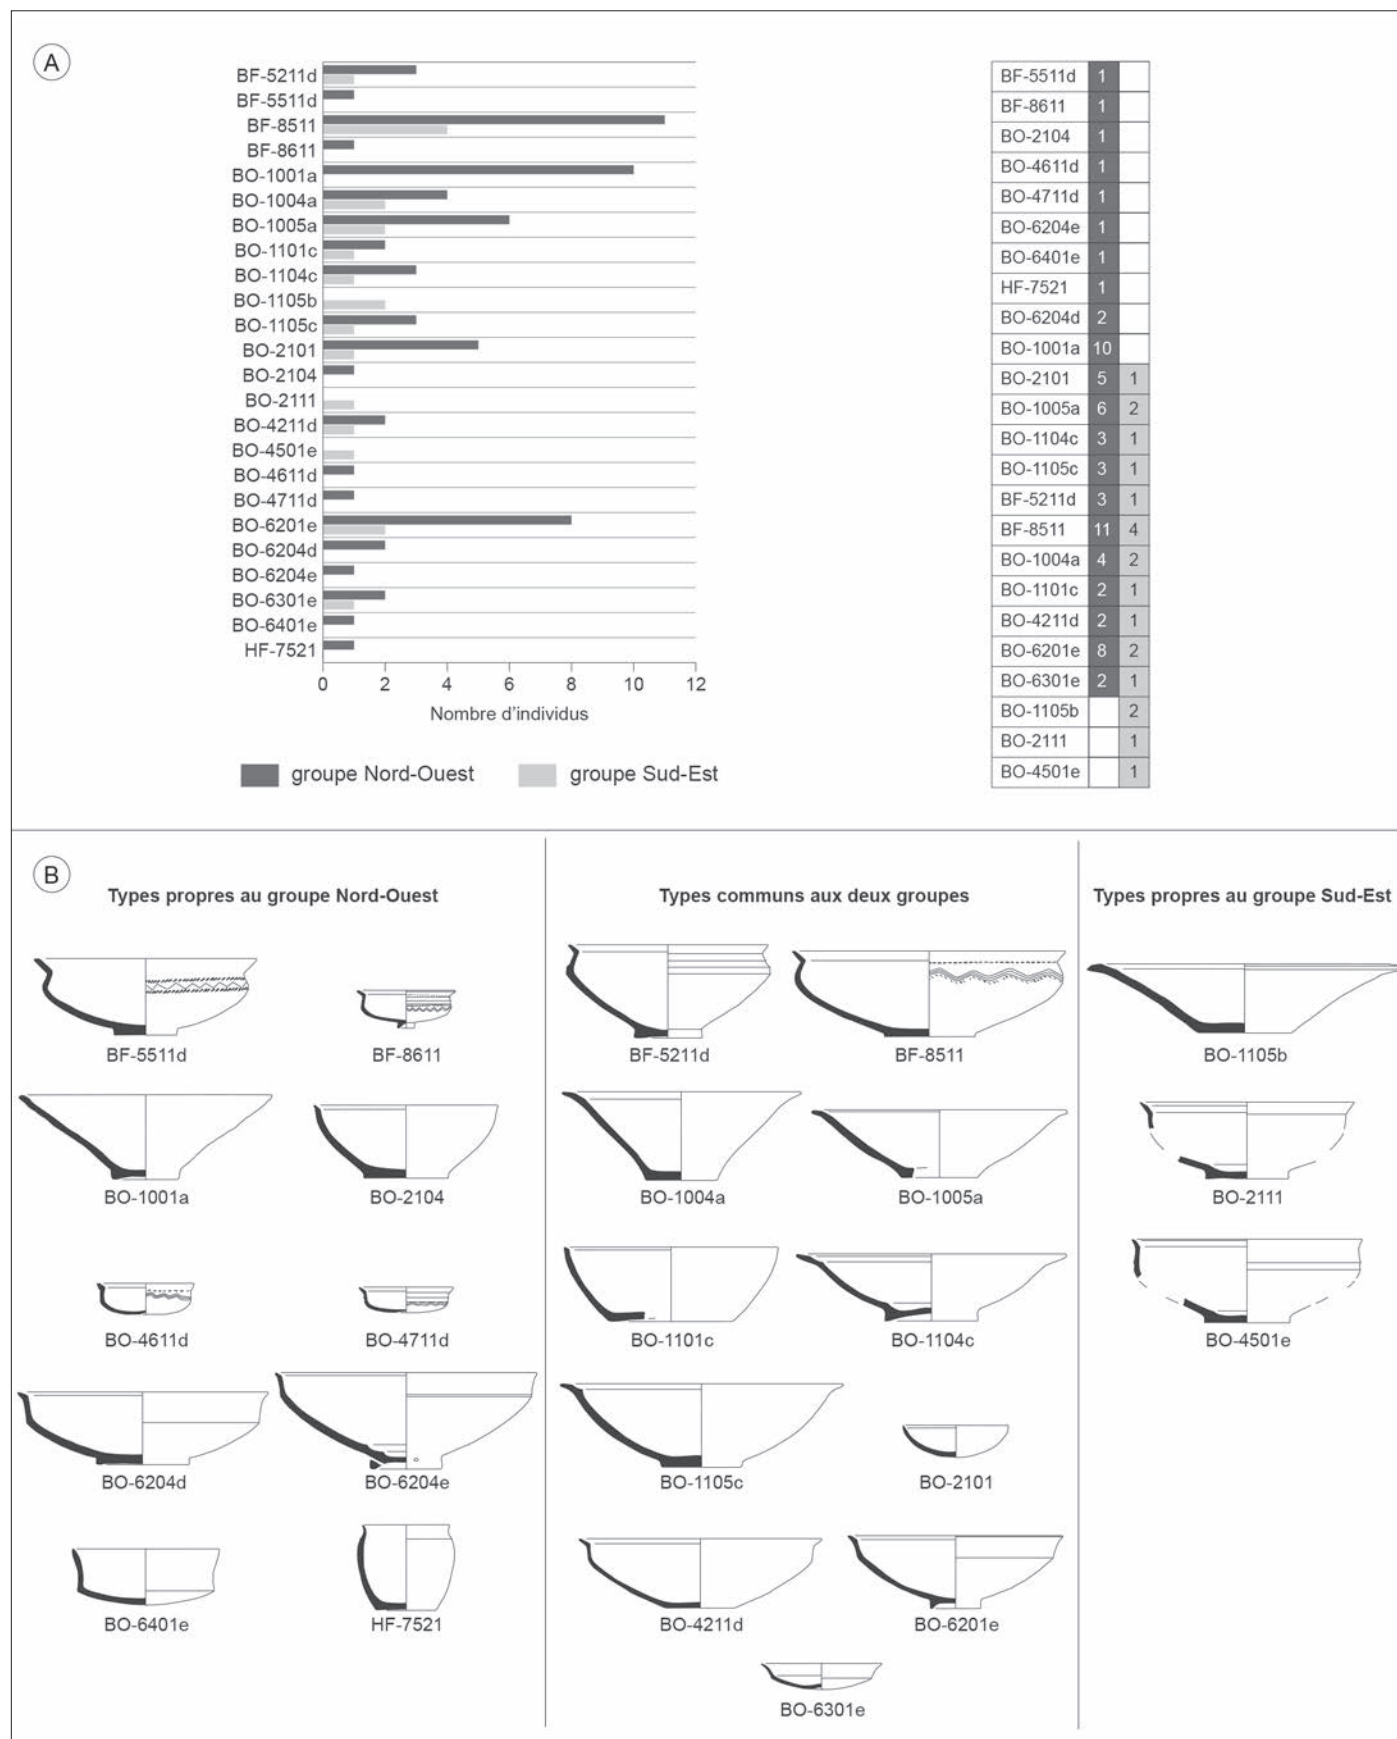 A
BF-5211d
BF-5511d
BF-8511
BF-8611
BO-1001a
BO-1004a
BO-1005a
BO-1101c
BO-1104c
BO-1105b
BO-1105c
BO-2101
BO-2104
BO-2111
BO-4211d
BO-4501e
BO-4611d
BO-4711d
BO-6201e
BO-6204d
BO-6204e
BO-6301e
BO-6401e
HF-7521
0 2 4 6 8 10 12
Nombre d'individus
groupe Nord-Ouest groupe Sud-Est
BF-5511d 1
BF-8611 1
BO-2104 1
BO-4611d 1
BO-4711d 1
BO-6204e 1
BO-6401e 1
HF-7521 1
BO-6204d 2
BO-1001a 10
BO-2101 5 1
BO-1005a 6 2
BO-1104c 3 1
BO-1105c 3 1
BF-5211d 3 1
BF-8511 11 4
BO-1004a 4 2
BO-1101c 2 1
BO-4211d 2 1
BO-6201e 8 2
BO-6301e 2 1
BO-1105b 2
BO-2111 1
BO-4501e 1
B
Types propres au groupe Nord-Ouest
BF-5511d BF-8611
BO-1001a BO-2104
BO-4611d BO-4711d
BO-6204d BO-6204e
BO-6401e HF-7521
Types communs aux deux groupes
BF-5211d BF-8511
BO-1004a BO-1005a
BO-1101c BO-1104c
BO-1105c BO-2101
BO-4211d BO-6201e
BO-6301e
Types propres au groupe Sud-Est
BO-1105b
BO-2111
BO-4501e